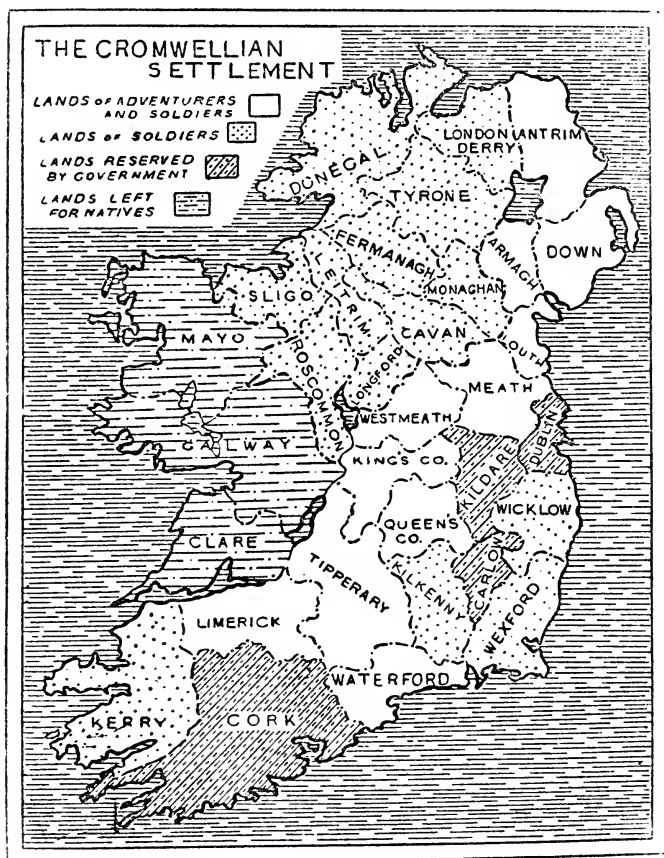 THE CROMWELLIAN
SETTLEMENT
LANDS OF ADVENTURERS
AND SOLDIERS
LANDS OF SOLDIERS
LANDS RESERVED
BY GOVERNMENT
LANDS LEFT
FOR NATIVES
DONEGAL
LONDON
DERRY
ANTRIM
TYRONE
FERMANAGH
ARMAGH
DOWN
MONAGHAN
SLIGO
LEITRIM
CAVAN
LOUTH
MAYO
ROSCOMMON
LONGFORD
MEATH
WESTMEATH
GALWAY
DUBLIN
KINGS CO.
KILDARE
WICKLOW
QUEENS
CO.
CLARE
CARLOW
TIPPERARY
KILKENNY
WEXFORD
LIMERICK
WATERFORD
KERRY
CORK